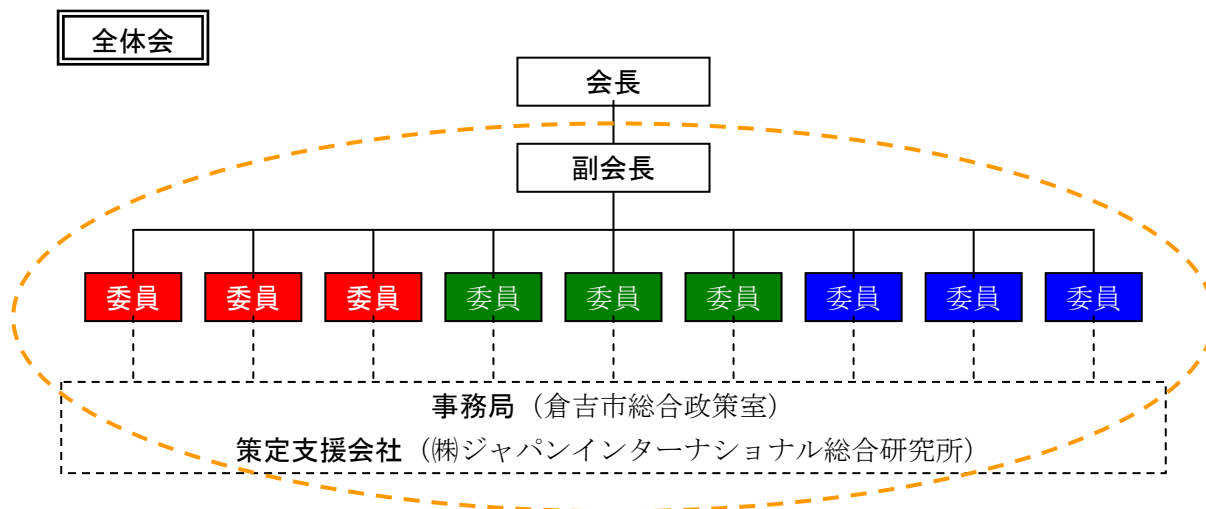 全体会
会長
副会長
委員 委員 委員 委員 委員 委員 委員 委員 委員
事務局（倉吉市総合政策室）
策定支援会社（㈱ジャパンインターナショナル総合研究所）